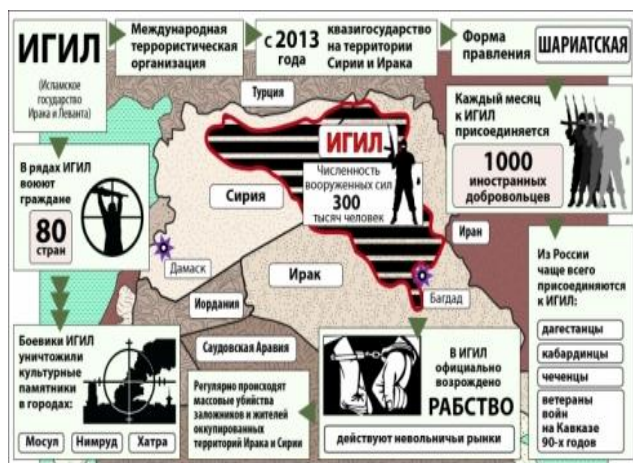 ИГИЛ
(Исламское
государство
Ирака и Леванта)
Международная
террористическая
организация
с 2013
года
квазигосударство
на территории
Сирии и Ирака
Форма
правления
ШАРИАТСКАЯ
Каждый месяц
к ИГИЛ
присоединяется
1000
иностранных
добровольцев
В рядах ИГИЛ
воюют
граждане
80
стран
Турция
ИГИЛ
Численность
вооруженных сил
300
тысяч человек
Сирия
Иран
Дамаск
Ирак
Багдад
Иордания
Саудовская Аравия
Из России
чаще всего
присоединяются
к ИГИЛ:
дагестанцы
кабардинцы
чеченцы
ветераны
войн
на Кавказе
90-х годов
Боевики ИГИЛ
уничтожили
культурные
памятники
в городах:
Мосул
Нимруд
Хатра
Регулярно происходят
массовые убийства
заложников и жителей
оккупированных
территорий Ирака и Сирии
В ИГИЛ
официально
возрождено
РАБСТВО
действуют невольничьи рынки